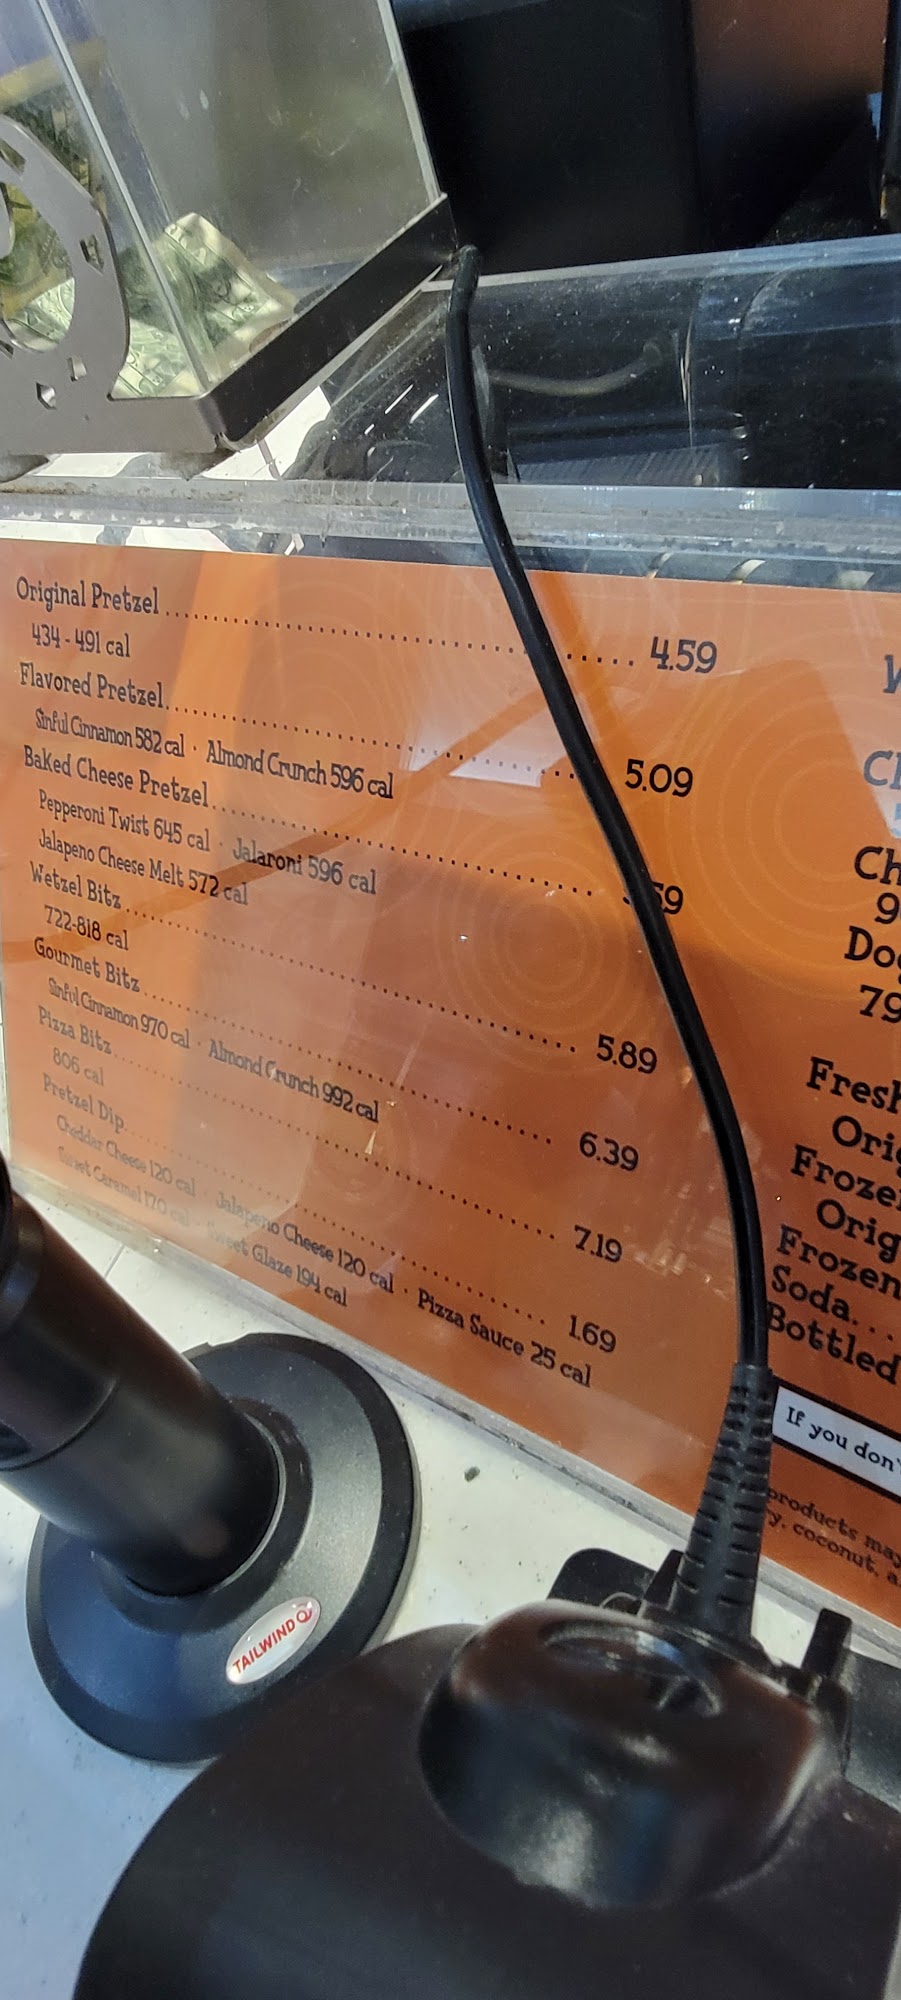 Original Pretzel 4.59
434 - 491 cal
Flavored Pretzel 5.09
Sinful Cinnamon 582 cal · Almond Crunch 596 cal
Baked Cheese Pretzel 59
Pepperoni Twist 645 cal · Jalaroni 596 cal
Jalapeno Cheese Melt 572 cal
Wetzel Bitz 5.89
722-818 cal
Gourmet Bitz 6.39
Sinful Cinnamon 970 cal · Almond Crunch 992 cal
Pizza Bitz 7.19
806 cal
Pretzel Dip 1.69
Cheddar Cheese 120 cal · Jalapeno Cheese 120 cal · Pizza Sauce 25 cal
Sweet Caramel 170 cal · Sweet Glaze 194 cal
Ch
9
Dog
79
Fresh
Orig
Frozen
Orig
Frozen
Soda...
Bottled
If you don'
products may
coconut, a
TAILWIND